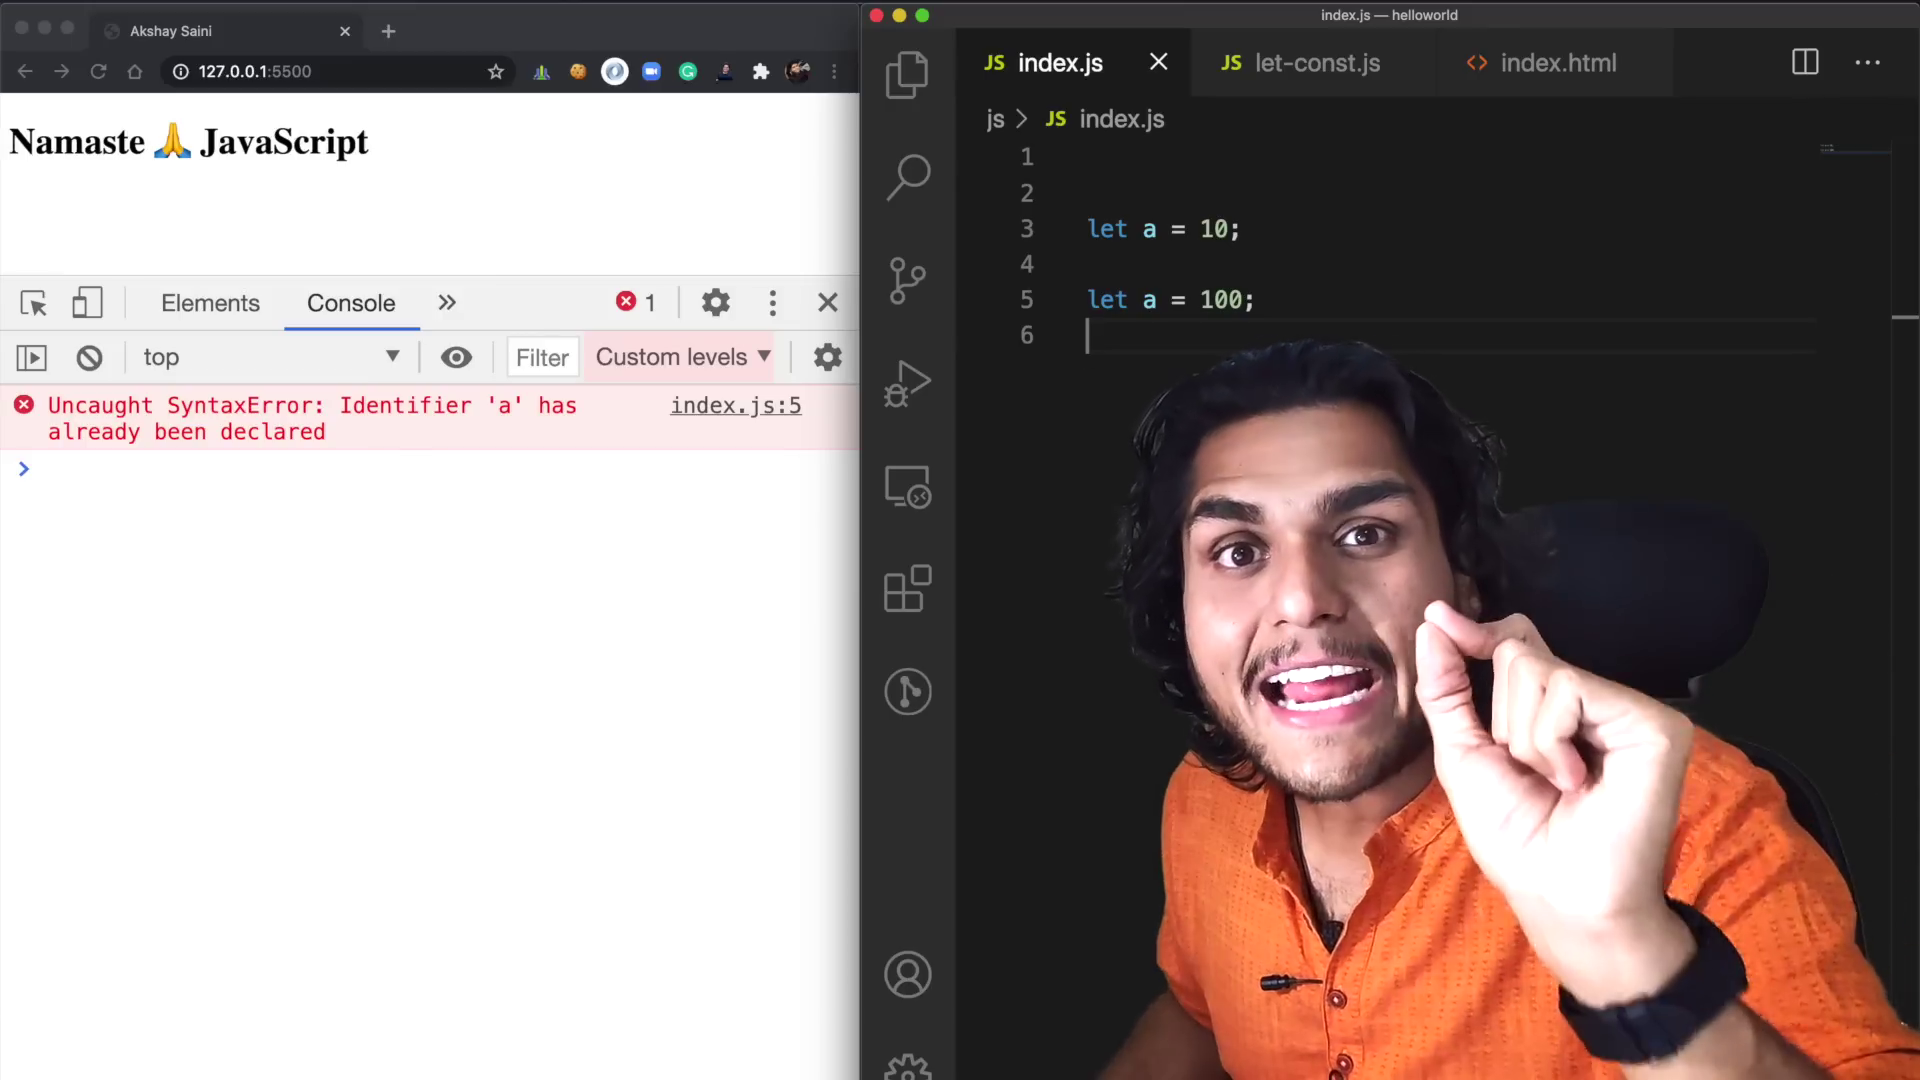 Akshay Saini
127.0.0.1:5500
Namaste 🙏 JavaScript
Elements Console 1
top Filter Custom levels
Uncaught SyntaxError: Identifier 'a' has index.js:5
already been declared
index.js — helloworld
JS index.js JS let-const.js <> index.html
js > JS index.js
1
2
3 let a = 10;
4
5 let a = 100;
6